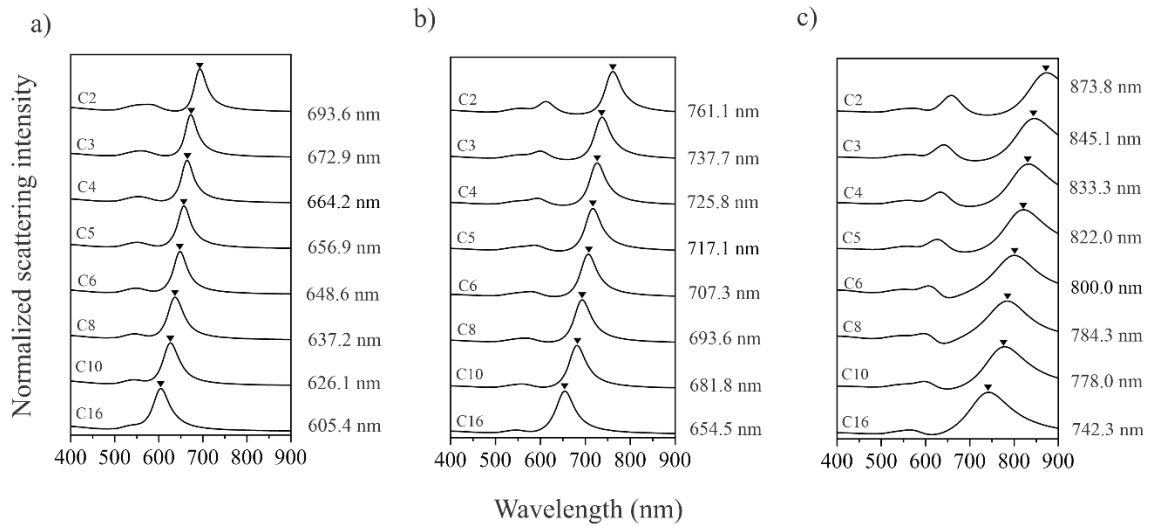 a)
b)
c)
Normalized scattering intensity
C2
693.6 nm
C3
672.9 nm
C4
664.2 nm
C5
656.9 nm
C6
648.6 nm
C8
637.2 nm
C10
626.1 nm
C16
605.4 nm
400 500 600 700 800 900
C2
761.1 nm
C3
737.7 nm
C4
725.8 nm
C5
717.1 nm
C6
707.3 nm
C8
693.6 nm
C10
681.8 nm
C16
654.5 nm
400 500 600 700 800 900
C2
873.8 nm
C3
845.1 nm
C4
833.3 nm
C5
822.0 nm
C6
800.0 nm
C8
784.3 nm
C10
778.0 nm
C16
742.3 nm
400 500 600 700 800 900
Wavelength (nm)